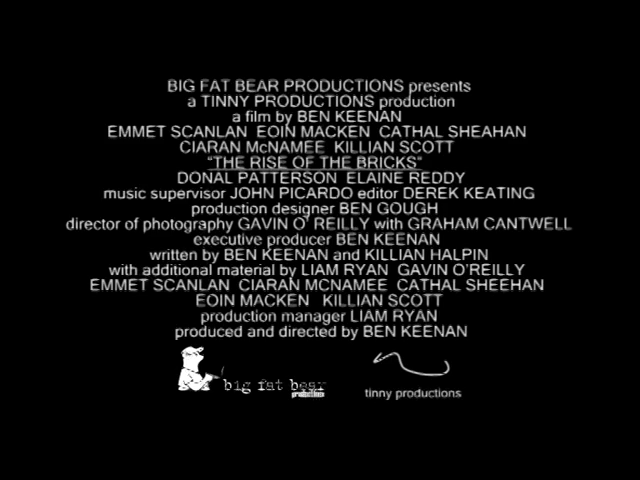 BIG FAT BEAR PRODUCTIONS presents
a TINNY PRODUCTIONS production
a film by BEN KEENAN
EMMET SCANLAN EOIN MACKEN CATHAL SHEAHAN
CIARAN McNAMEE KILLIAN SCOTT
"THE RISE OF THE BRICKS"
DONAL PATTERSON ELAINE REDDY
music supervisor JOHN PICARDO editor DEREK KEATING
production designer BEN GOUGH
director of photography GAVIN O' REILLY with GRAHAM CANTWELL
executive producer BEN KEENAN
written by BEN KEENAN and KILLIAN HALPIN
with additional material by LIAM RYAN GAVIN O'REILLY
EMMET SCANLAN CIARAN MCNAMEE CATHAL SHEEHAN
EOIN MACKEN KILLIAN SCOTT
production manager LIAM RYAN
produced and directed by BEN KEENAN
big fat bear
productions
tinny productions